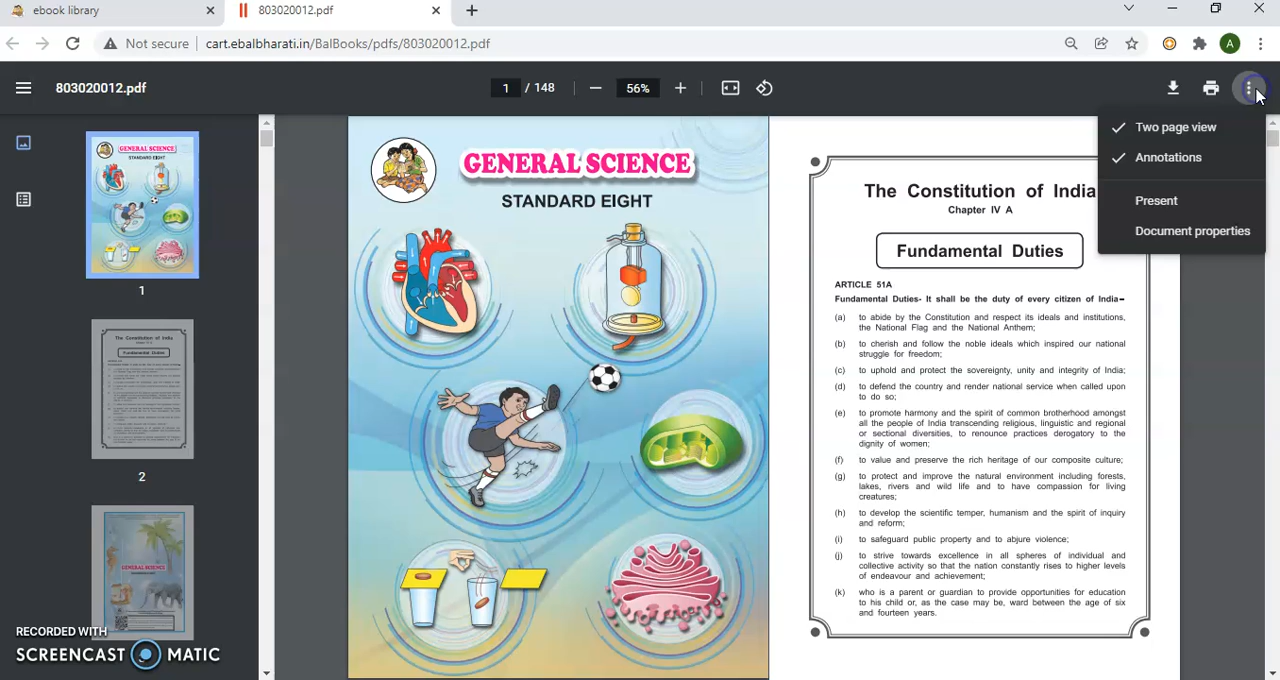 ebook library
803020012.pdf
Not secure
cart.ebalbharati.in/BalBooks/pdfs/803020012.pdf
A
803020012.pdf
1 / 148
56%
Two page view
Annotations
Present
Document properties
GENERAL SCIENCE
STANDARD EIGHT
1
The Constitution of India
Fundamental Duties
2
GENERAL SCIENCE
RECORDED WITH
SCREENCAST MATIC
GENERAL SCIENCE
STANDARD EIGHT
The Constitution of India
Chapter IV A
Fundamental Duties
ARTICLE 51A
Fundamental Duties- It shall be the duty of every citizen of India–
(a) to abide by the Constitution and respect its ideals and institutions,
the National Flag and the National Anthem;
(b) to cherish and follow the noble ideals which inspired our national
struggle for freedom;
(c) to uphold and protect the sovereignty, unity and integrity of India;
(d) to defend the country and render national service when called upon
to do so;
(e) to promote harmony and the spirit of common brotherhood amongst
all the people of India transcending religious, linguistic and regional
or sectional diversities, to renounce practices derogatory to the
dignity of women;
(f) to value and preserve the rich heritage of our composite culture;
(g) to protect and improve the natural environment including forests,
lakes, rivers and wild life and to have compassion for living
creatures;
(h) to develop the scientific temper, humanism and the spirit of inquiry
and reform;
(i) to safeguard public property and to abjure violence;
(j) to strive towards excellence in all spheres of individual and
collective activity so that the nation constantly rises to higher levels
of endeavour and achievement;
(k) who is a parent or guardian to provide opportunities for education
to his child or, as the case may be, ward between the age of six
and fourteen years.